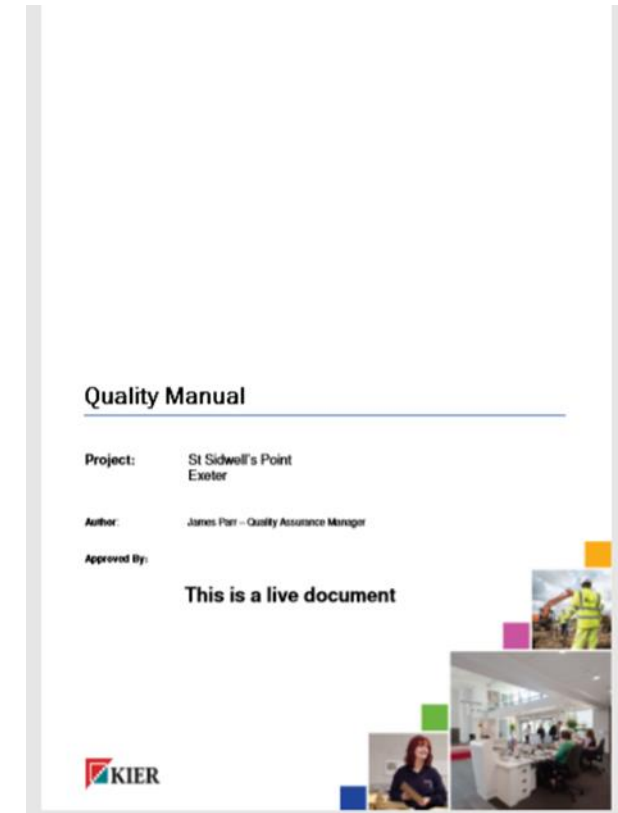 Quality Manual
Project: St Sidwell's Point
Exeter
Author: James Parr – Quality Assurance Manager
Approved By:
This is a live document
KIER